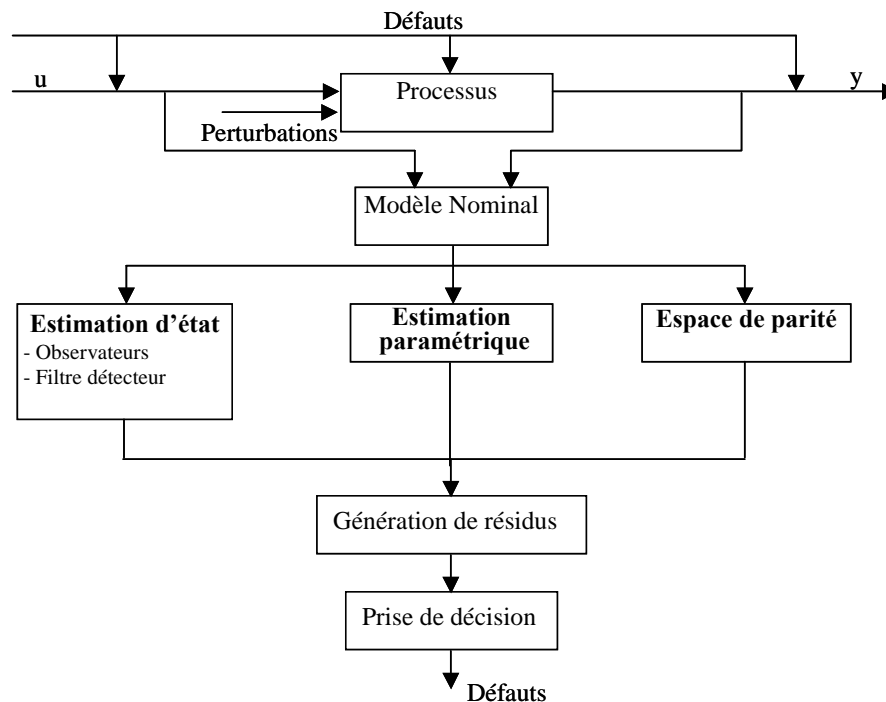 Défauts
u
y
Processus
Perturbations
Modèle Nominal
Estimation d'état
- Observateurs
- Filtre détecteur
Estimation
paramétrique
Espace de parité
Génération de résidus
Prise de décision
Défauts